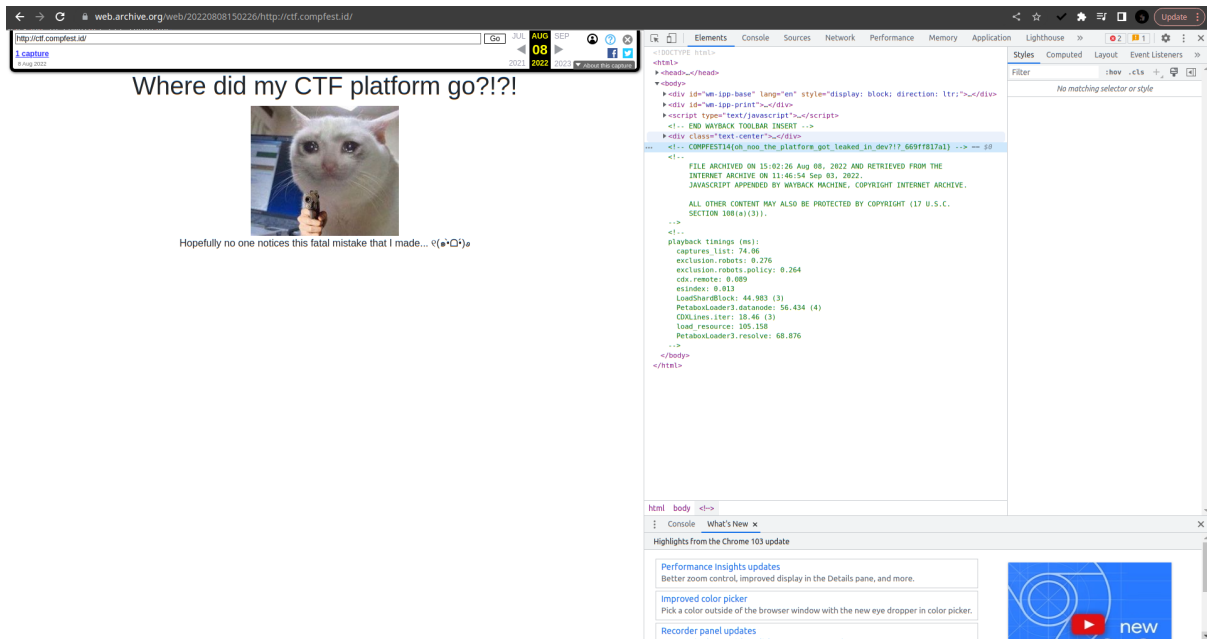 web.archive.org/web/20220808150226/http://ctf.compfest.id/
Update
http://ctf.compfest.id/
Go
JUL AUG SEP
1 capture
08
8 Aug 2022
2021 2022 2023
About this capture
Where did my CTF platform go?!?!
Hopefully no one notices this fatal mistake that I made...
Elements Console Sources Network Performance Memory Application Lighthouse »
2 1
<!DOCTYPE html>
<html>
<head>…</head>
<body>
<div id="wm-ipp-base" lang="en" style="display: block; direction: ltr;">…</div>
<div id="wm-ipp-print">…</div>
<script type="text/javascript">…</script>
<!-- END WAYBACK TOOLBAR INSERT -->
<div class="text-center">…</div>
... <!-- COMPFEST14{oh_noo_the_platform_got_leaked_in_dev?!?_669ff817a1} --> == $0
<!--
FILE ARCHIVED ON 15:02:26 Aug 08, 2022 AND RETRIEVED FROM THE
INTERNET ARCHIVE ON 11:46:54 Sep 03, 2022.
JAVASCRIPT APPENDED BY WAYBACK MACHINE, COPYRIGHT INTERNET ARCHIVE.
ALL OTHER CONTENT MAY ALSO BE PROTECTED BY COPYRIGHT (17 U.S.C.
SECTION 108(a)(3)).
-->
<!--
playback timings (ms):
captures_list: 74.06
exclusion.robots: 0.276
exclusion.robots.policy: 0.264
cdx.remote: 0.089
esindex: 0.013
LoadShardBlock: 44.983 (3)
PetaboxLoader3.datanode: 56.434 (4)
CDXLines.iter: 18.46 (3)
load_resource: 105.158
PetaboxLoader3.resolve: 68.876
-->
</body>
</html>
Styles Computed Layout Event Listeners »
Filter :hov .cls +
No matching selector or style
html body <!-->
Console What's New x
Highlights from the Chrome 103 update
Performance Insights updates
Better zoom control, improved display in the Details pane, and more.
Improved color picker
Pick a color outside of the browser window with the new eye dropper in color picker.
Recorder panel updates
new